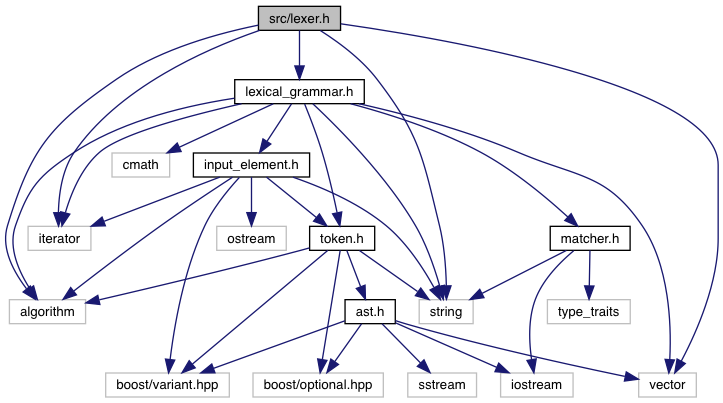 src/lexer.h
lexical_grammar.h
cmath
input_element.h
iterator
ostream
token.h
matcher.h
algorithm
ast.h
string
type_traits
boost/variant.hpp
boost/optional.hpp
sstream
iostream
vector